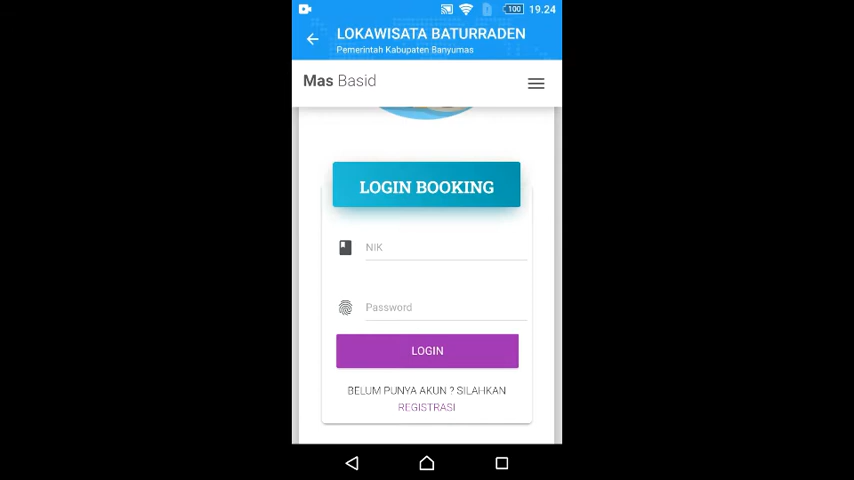 100 19.24
LOKAWISATA BATURRADEN
Pemerintah Kabupaten Banyumas
Mas Basid
LOGIN BOOKING
NIK
Password
LOGIN
BELUM PUNYA AKUN ? SILAHKAN
REGISTRASI